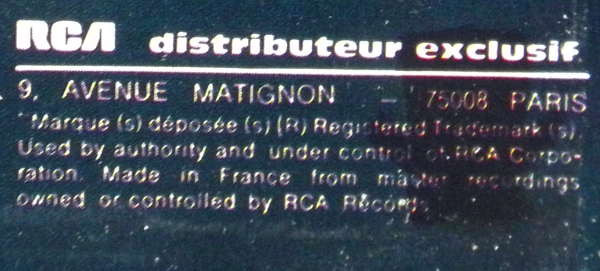 RCA distributeur exclusif
9, AVENUE MATIGNON – 75008 PARIS
Marque (s) déposée (s) (R) Registered Trademark (s).
Used by authority and under control of RCA Corpo-
ration. Made in France from master recordings
owned or controlled by RCA Records